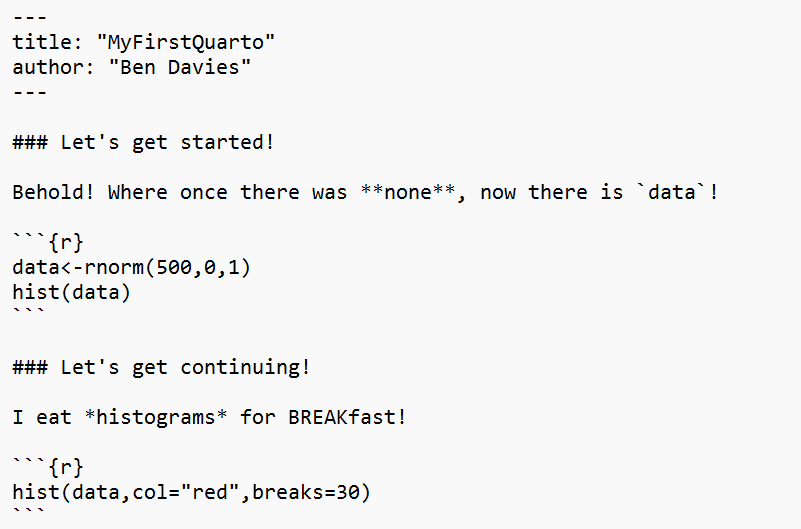 ---
title: "MyFirstQuarto"
author: "Ben Davies"
---
### Let's get started!
Behold! Where once there was **none**, now there is `data`!
```{r}
data<-rnorm(500,0,1)
hist(data)
```
### Let's get continuing!
I eat *histograms* for BREAKfast!
```{r}
hist(data,col="red",breaks=30)
```